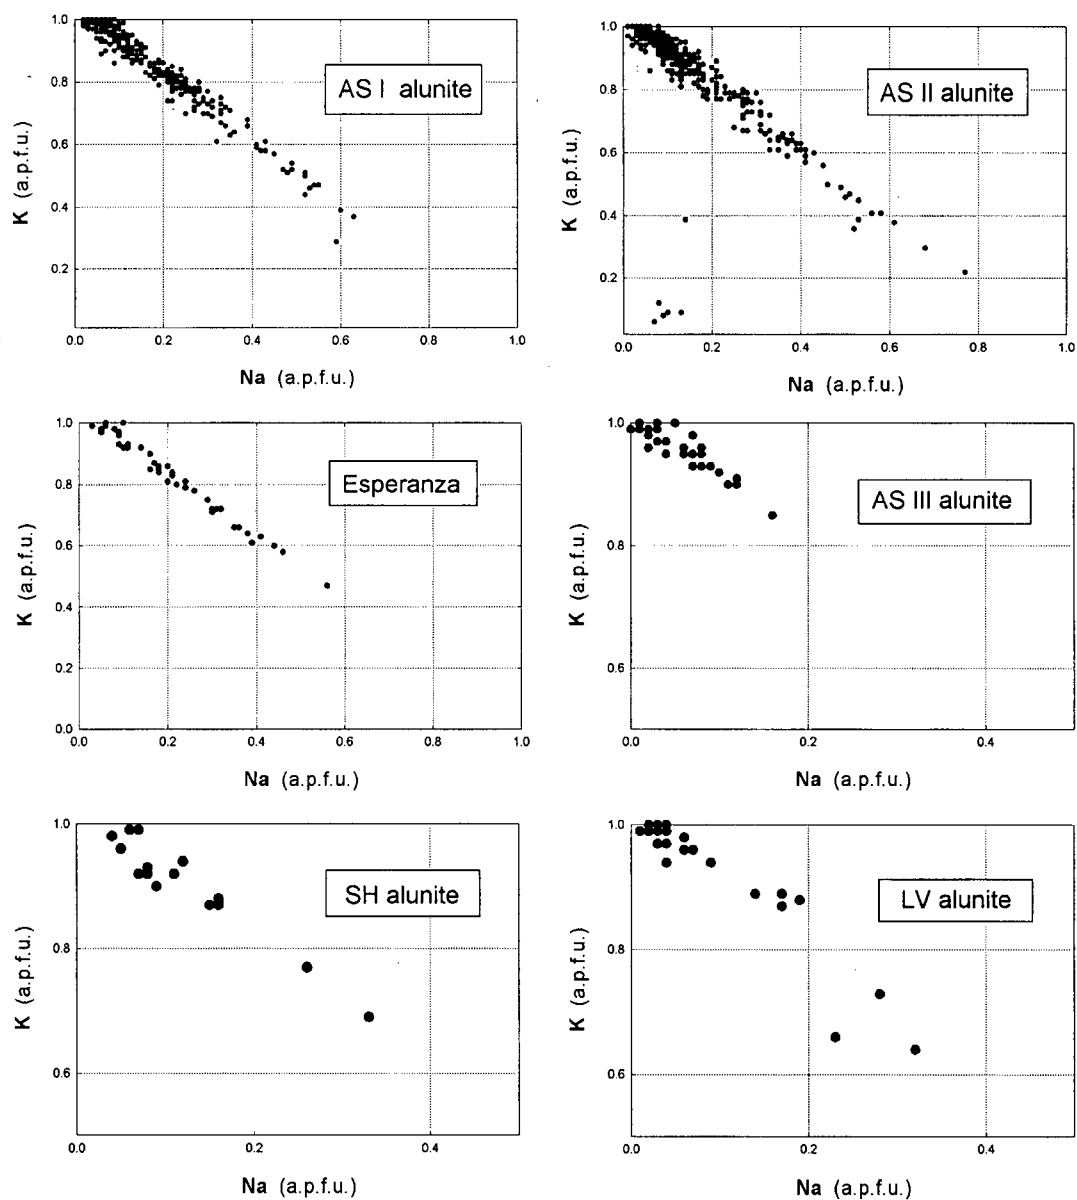 1.0
0.8
0.6
0.4
0.2
K (a.p.f.u.)
AS I alunite
0.0 0.2 0.4 0.6 0.8 1.0
Na (a.p.f.u.)
1.0
0.8
0.6
0.4
0.2
K (a.p.f.u.)
AS II alunite
0.0 0.2 0.4 0.6 0.8 1.0
Na (a.p.f.u.)
1.0
0.8
0.6
0.4
0.2
0.0
K (a.p.f.u.)
Esperanza
0.0 0.2 0.4 0.6 0.8 1.0
Na (a.p.f.u.)
1.0
0.8
0.6
K (a.p.f.u.)
AS III alunite
0.0 0.2 0.4
Na (a.p.f.u.)
1.0
0.8
0.6
K (a.p.f.u.)
SH alunite
0.0 0.2 0.4
Na (a.p.f.u.)
1.0
0.8
0.6
K (a.p.f.u.)
LV alunite
0.0 0.2 0.4
Na (a.p.f.u.)